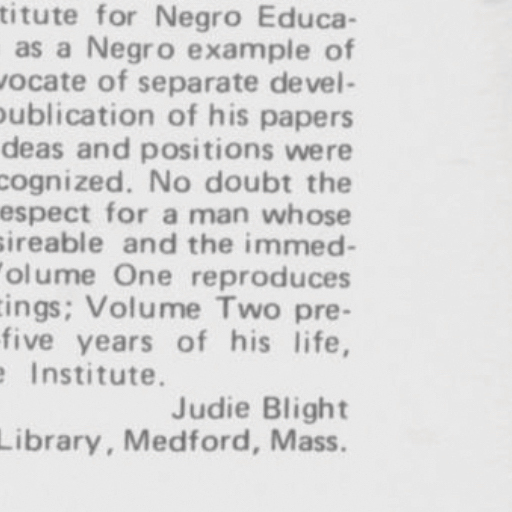 titute for Negro Educa-
as a Negro example of
vocate of separate devel-
publication of his papers
deas and positions were
cognized. No doubt the
espect for a man whose
sireable and the immed-
Volume One reproduces
tings; Volume Two pre-
-five years of his life,
e Institute.
Judie Blight
Library, Medford, Mass.